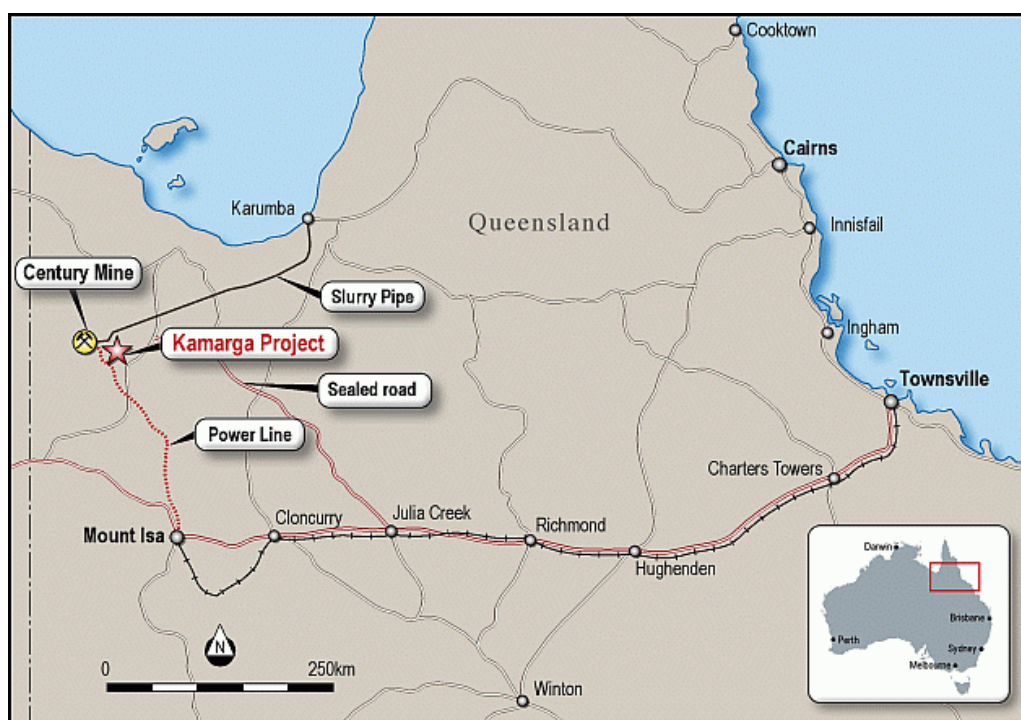 Cooktown
Cairns
Karumba
Queensland
Innisfail
Century Mine
Slurry Pipe
Ingham
Kamarga Project
Sealed road
Townsville
Power Line
Charters Towers
Mount Isa
Cloncurry
Julia Creek
Richmond
Hughenden
N
0 250km
Winton
Darwin
Brisbane
Perth
Sydney
Melbourne